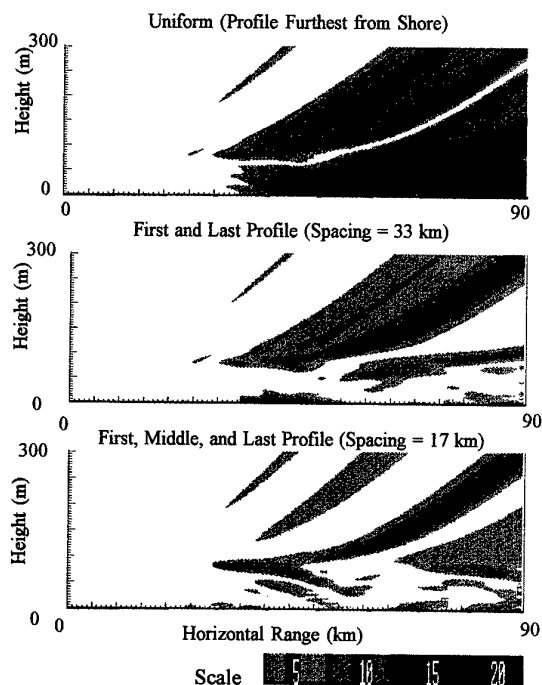 Uniform (Profile Furthest from Shore)
300
Height (m)
0
0
90
First and Last Profile (Spacing = 33 km)
300
Height (m)
0
0
90
First, Middle, and Last Profile (Spacing = 17 km)
300
Height (m)
0
0
90
Horizontal Range (km)
Scale 5 10 15 20